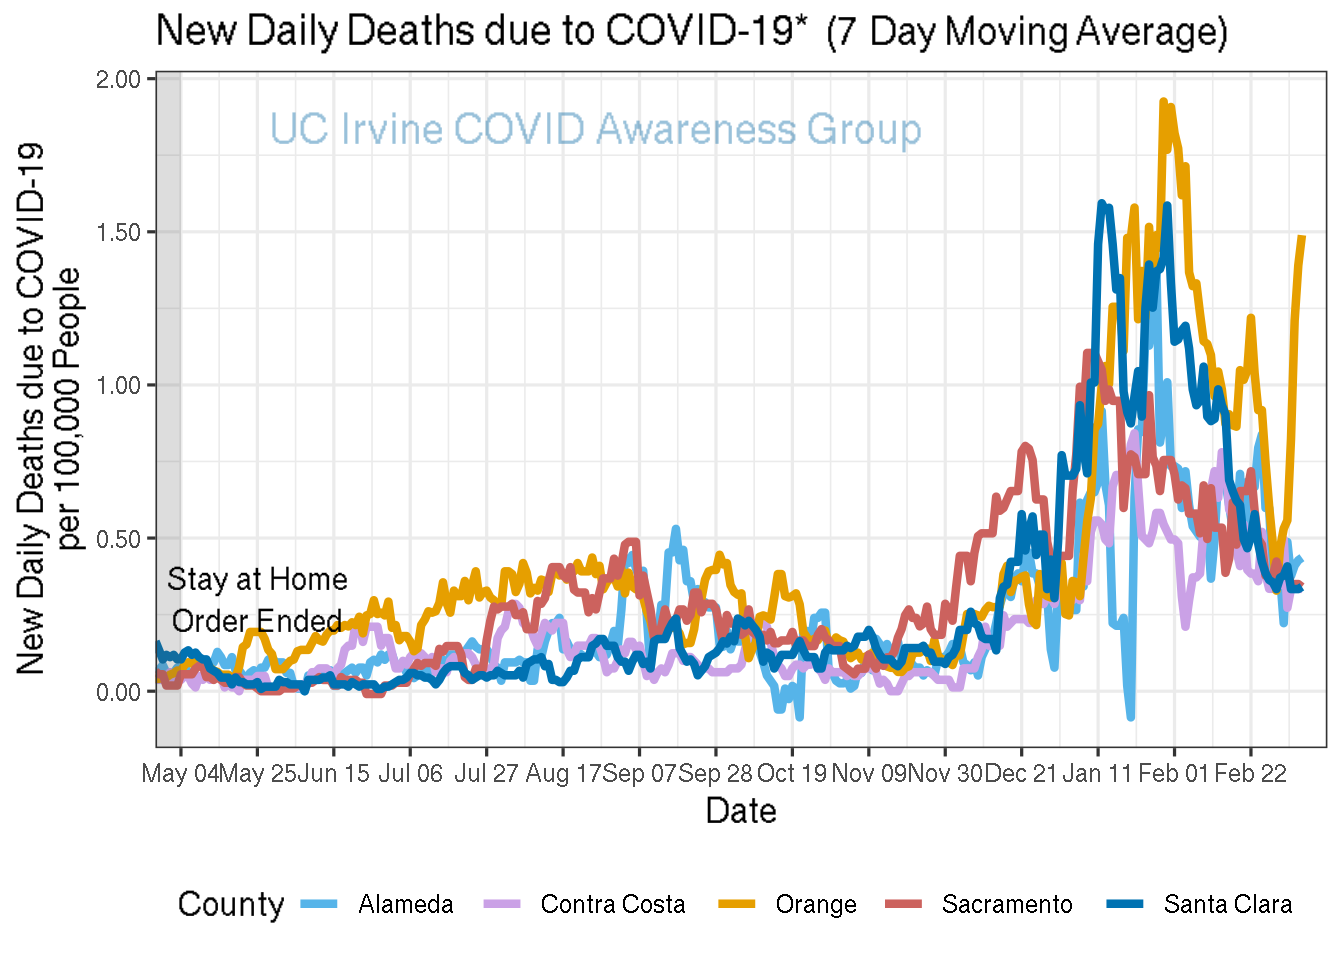 New Daily Deaths due to COVID-19* (7 Day Moving Average)
New Daily Deaths due to COVID-19
per 100,000 People
2.00
1.50
1.00
0.50
0.00
UC Irvine COVID Awareness Group
Stay at Home
Order Ended
May 04 May 25 Jun 15 Jul 06 Jul 27 Aug 17 Sep 07 Sep 28 Oct 19 Nov 09 Nov 30 Dec 21 Jan 11 Feb 01 Feb 22
Date
County Alameda Contra Costa Orange Sacramento Santa Clara